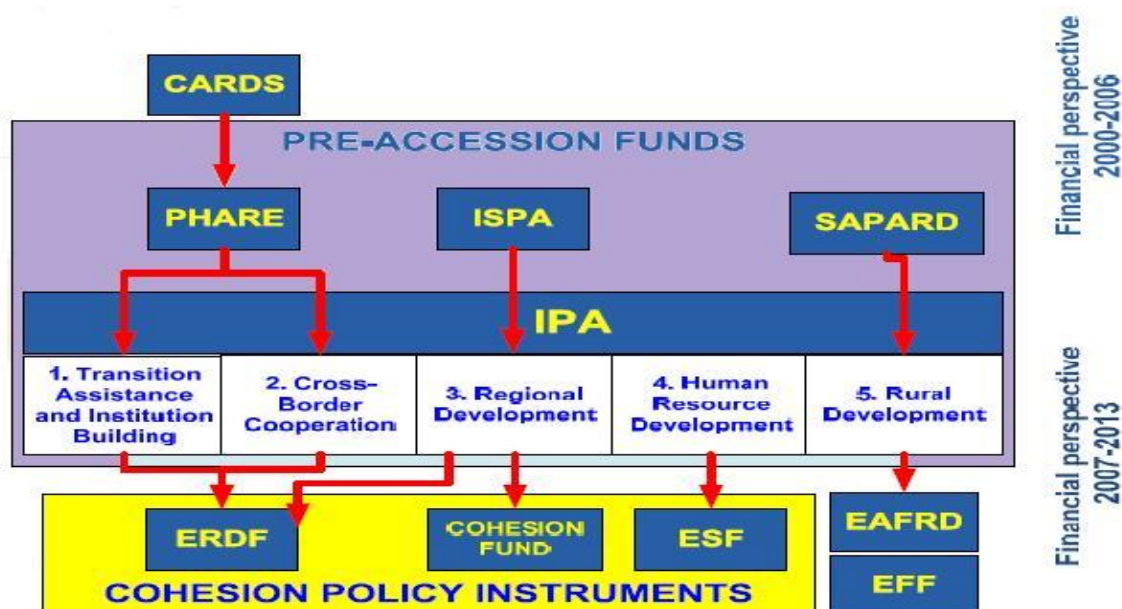 CARDS
PRE-ACCESSION FUNDS
PHARE
ISPA
SAPARD
IPA
1. Transition
Assistance
and Institution
Building
2. Cross-
Border
Cooperation
3. Regional
Development
4. Human
Resource
Development
5. Rural
Development
ERDF
COHESION
FUND
ESF
COHESION POLICY INSTRUMENTS
EAFRD
EFF
Financial perspective
2000-2006
Financial perspective
2007-2013